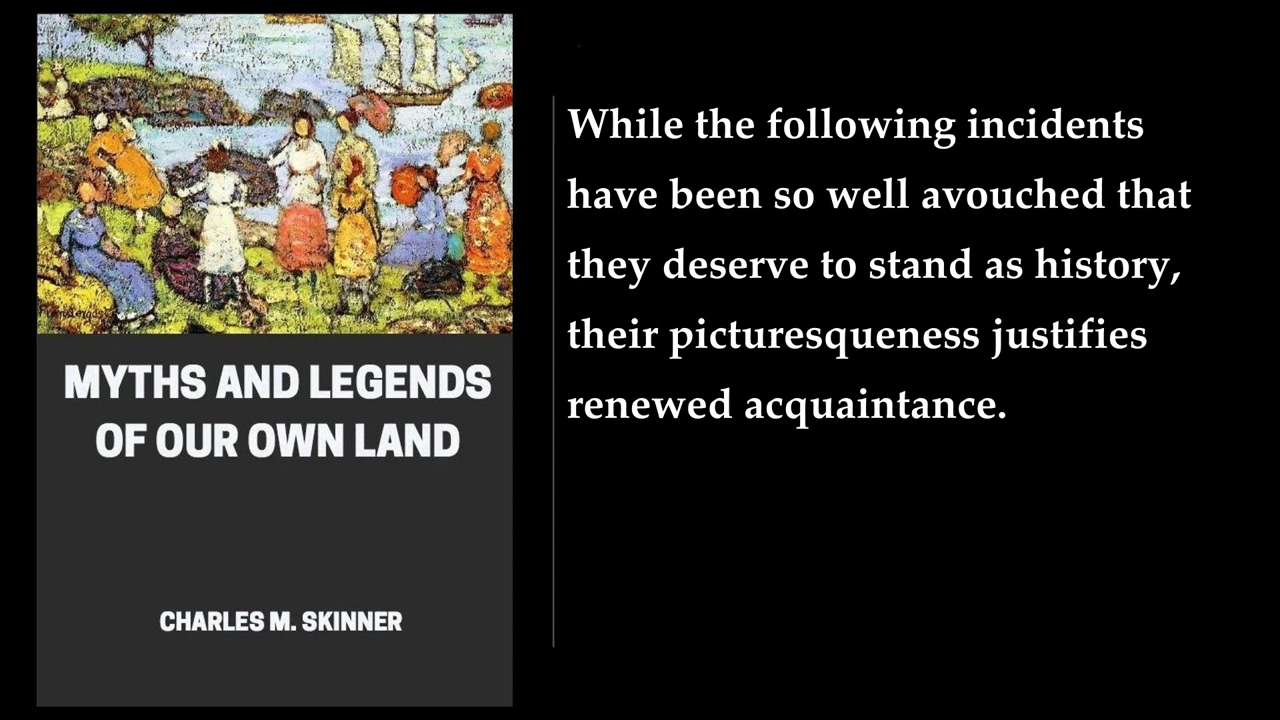 MYTHS AND LEGENDS
OF OUR OWN LAND
CHARLES M. SKINNER
While the following incidents
have been so well avouched that
they deserve to stand as history,
their picturesqueness justifies
renewed acquaintance.